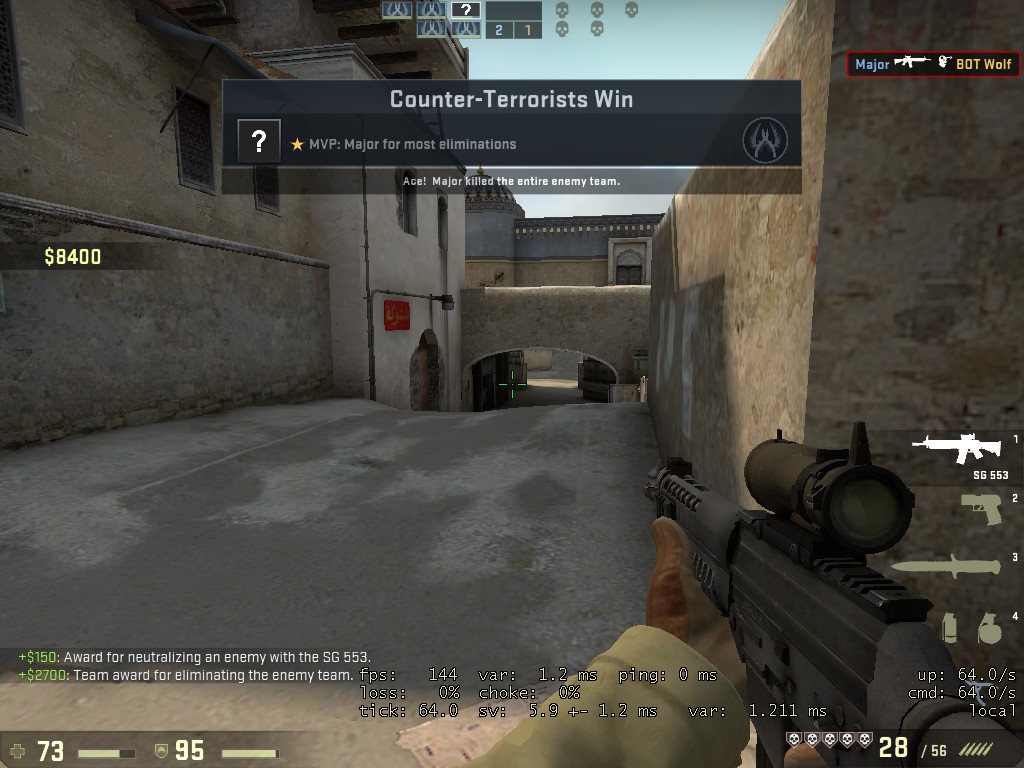 ?
2 1
Major BOT Wolf
Counter-Terrorists Win
?
MVP: Major for most eliminations
Ace! Major killed the entire enemy team.
$8400
1
SG 553
2
3
4
+$150: Award for neutralizing an enemy with the SG 553.
+$2700: Team award for eliminating the enemy team.
fps: 144 var: 1.2 ms ping: 0 ms
loss: 0% choke: 0%
tick: 64.0 sv: 5.9 +- 1.2 ms var: 1.211 ms
up: 64.0/s
cmd: 64.0/s
local
73 95
28 / 56